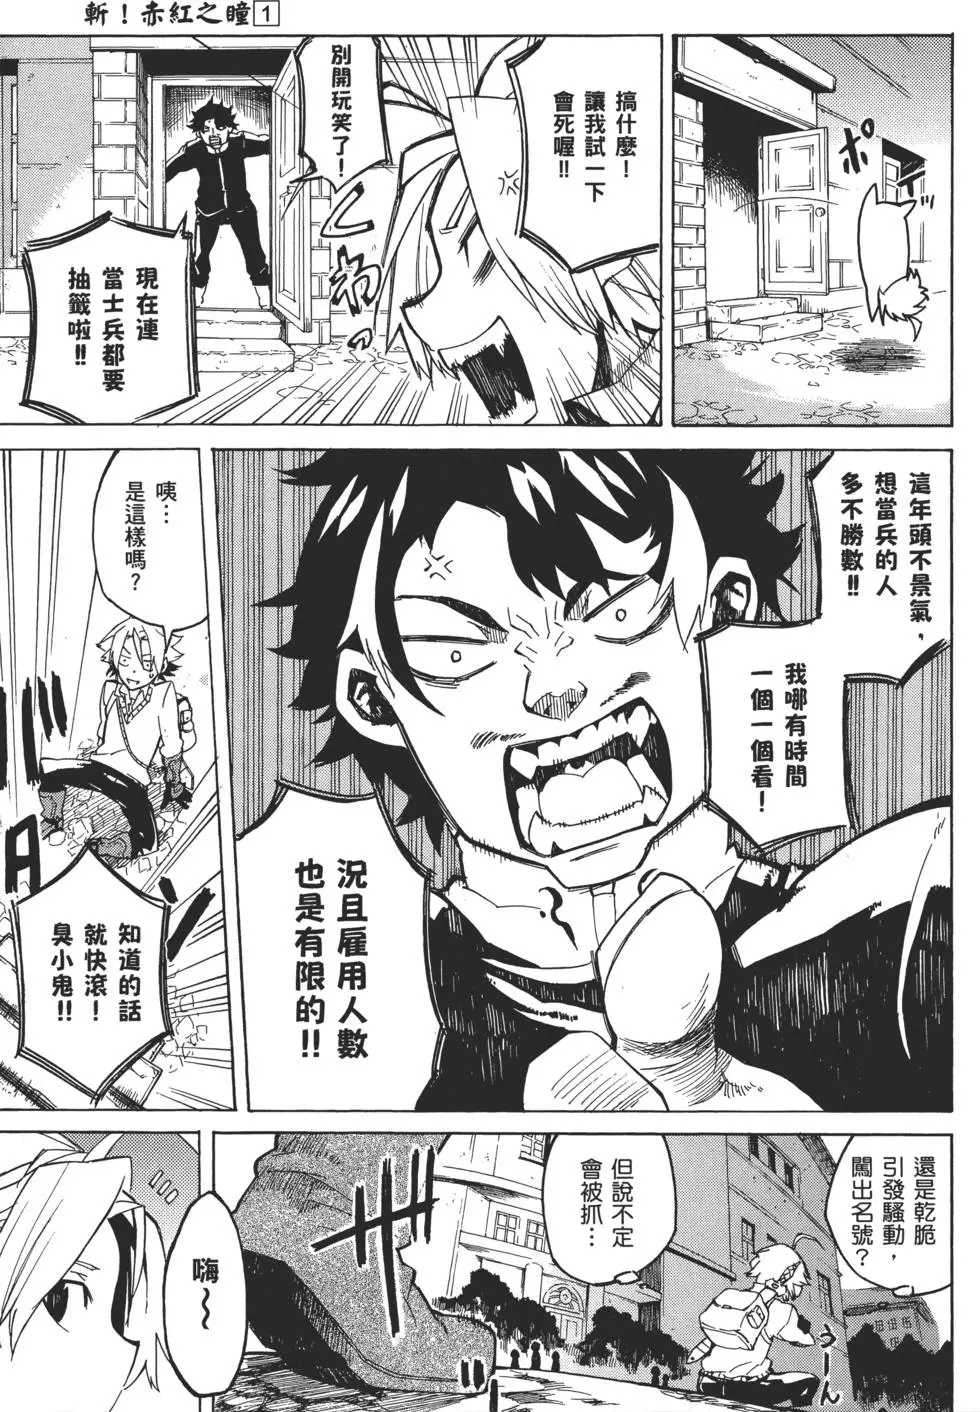 斬！赤紅之瞳 1
ポイッ
搞什麼！
讓我試一下
會死喔!!
別開玩笑了！
現在連
當士兵都要
抽籤啦!!
這年頭不景氣，
想當兵的人
多不勝數!!
我哪有時間
一個一個看！
況且雇用人數
也是有限的!!
咦…
是這樣嗎？
知道的話
就快滾！
臭小鬼!!
還是乾脆
引發騷動，
闖出名號？
但說不定
會被抓…
うーん
嗨～